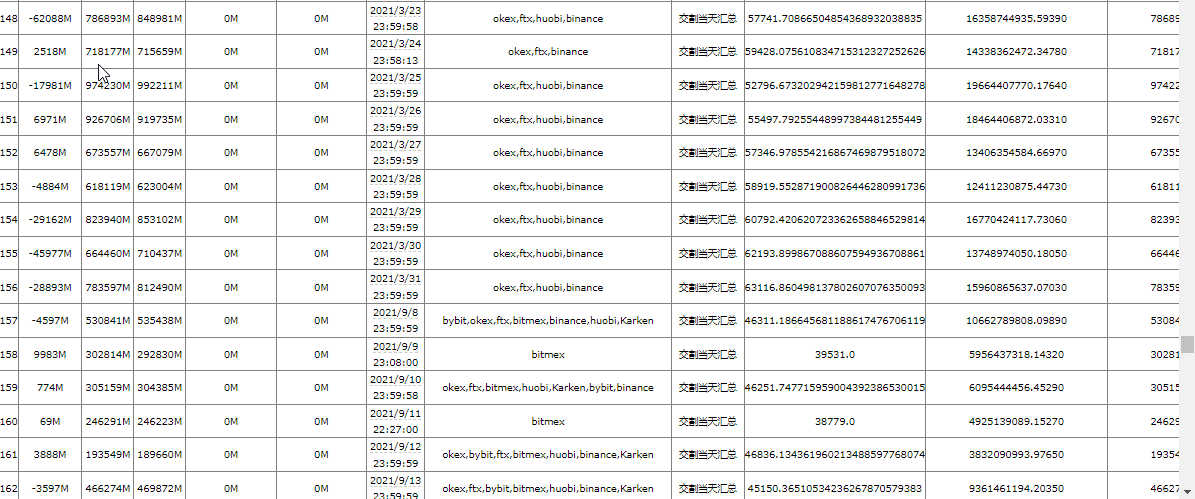 148 -62088M 786893M 848981M 0M 0M 2021/3/23 23:59:58 okex,ftx,huobi,binance 交割当天汇总 57741.70866504854368932038835 16358744935.59390 78689
149 2518M 718177M 715659M 0M 0M 2021/3/24 23:58:13 okex,ftx,binance 交割当天汇总 59428.075610834715312327252626 14338362472.34780 71817
150 -17981M 974230M 992211M 0M 0M 2021/3/25 23:59:59 okex,ftx,huobi,binance 交割当天汇总 52796.673202942159812771648278 19664407770.17640 97422
151 6971M 926706M 919735M 0M 0M 2021/3/26 23:59:59 okex,ftx,huobi,binance 交割当天汇总 55497.79255448997384481255449 18464406872.03310 92670
152 6478M 673557M 667079M 0M 0M 2021/3/27 23:59:59 okex,ftx,huobi,binance 交割当天汇总 57346.978554216867469879518072 13406354584.66970 67355
153 -4884M 618119M 623004M 0M 0M 2021/3/28 23:59:59 okex,ftx,huobi,binance 交割当天汇总 58919.552871900826446280991736 12411230875.44730 61811
154 -29162M 823940M 853102M 0M 0M 2021/3/29 23:59:59 okex,ftx,huobi,binance 交割当天汇总 60792.420620723362658846529814 16770424117.73060 82393
155 -45977M 664460M 710437M 0M 0M 2021/3/30 23:59:59 okex,ftx,huobi,binance 交割当天汇总 62193.899867088607594936708861 13748974050.18050 66446
156 -28893M 783597M 812490M 0M 0M 2021/3/31 23:59:59 okex,ftx,huobi,binance 交割当天汇总 63116.860498137802607076350093 15960865637.07030 78359
157 -4597M 530841M 535438M 0M 0M 2021/9/8 23:59:59 bybit,okex,ftx,bitmex,binance,huobi,Karken 交割当天汇总 46311.186645681188617476706119 10662789808.09890 53084
158 9983M 302814M 292830M 0M 0M 2021/9/9 23:08:00 bitmex 交割当天汇总 39531.0 5956437318.14320 30281
159 774M 305159M 304385M 0M 0M 2021/9/10 23:59:58 okex,ftx,bitmex,huobi,Karken,bybit,binance 交割当天汇总 46251.747715959004392386530015 6095444456.45290 30515
160 69M 246291M 246223M 0M 0M 2021/9/11 22:27:00 bitmex 交割当天汇总 38779.0 4925139089.15270 24629
161 3888M 193549M 189660M 0M 0M 2021/9/12 23:59:59 okex,bybit,ftx,bitmex,huobi,binance,Karken 交割当天汇总 46836.134361960213488597768074 3832090993.97650 19354
162 -3597M 466274M 469872M 0M 0M 2021/9/13 23:59:59 okex,ftx,bybit,bitmex,huobi,binance,Karken 交割当天汇总 45150.36510534236267870579383 9361461194.20350 46627